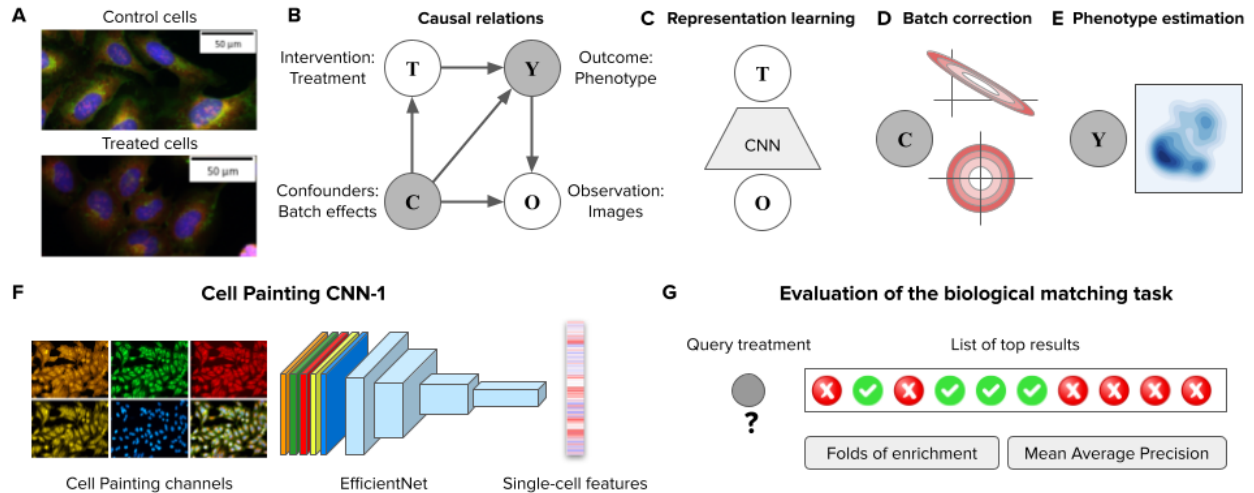 A
Control cells
50 µm
Treated cells
50 µm
B
Causal relations
Intervention:
Treatment
T
Y
Outcome:
Phenotype
Confounders:
Batch effects
C
O
Observation:
Images
C
Representation learning
T
CNN
O
D
Batch correction
C
E
Phenotype estimation
Y
F
Cell Painting CNN-1
Cell Painting channels
EfficientNet
Single-cell features
G
Evaluation of the biological matching task
Query treatment
List of top results
?
Folds of enrichment
Mean Average Precision